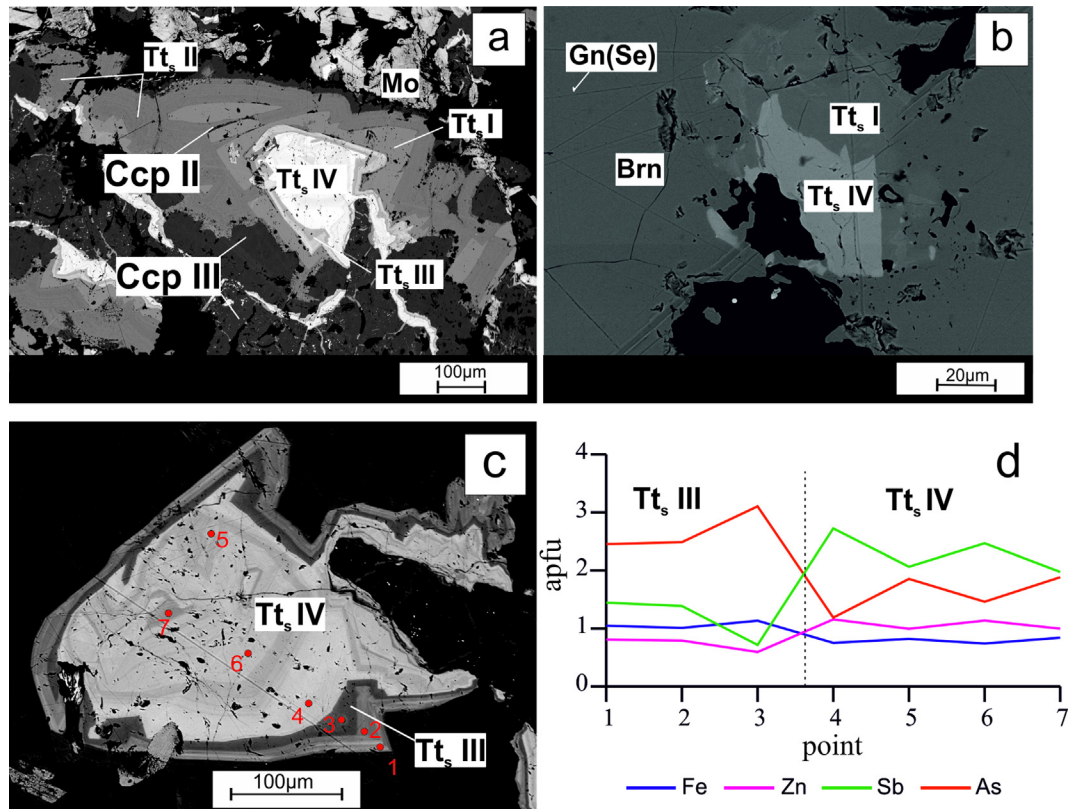 a
Tts II
Mo
Tts I
Ccp II
Tts IV
Ccp III
Tts III
100µm
b
Gn(Se)
Tts I
Brn
Tts IV
20µm
c
5
Tts IV
7
6
4
3
2
Tts III
1
100µm
d
4
Tts III
Tts IV
3
apfu
2
1
0
1 2 3 4 5 6 7
point
Fe Zn Sb As